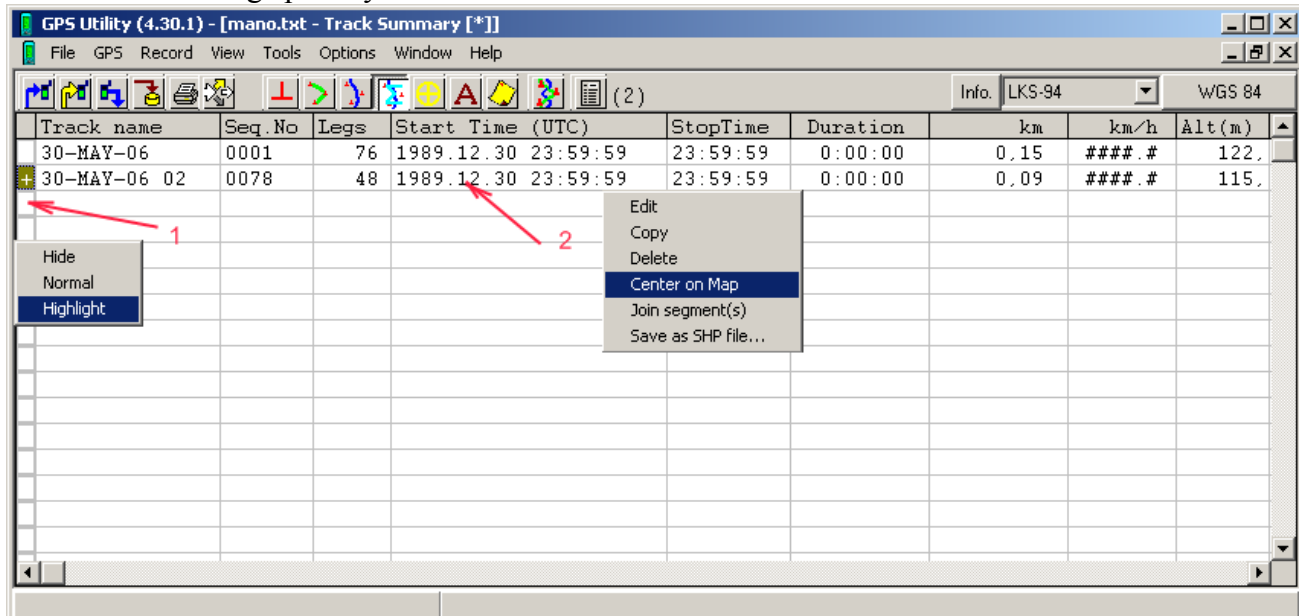 GPS Utility (4.30.1) - [mano.txt - Track Summary [*]]
File GPS Record View Tools Options Window Help
A (2) Info. LKS-94 WGS 84
Track name Seq.No Legs Start Time (UTC) StopTime Duration km km/h Alt(m)
30-MAY-06 0001 76 1989.12.30 23:59:59 23:59:59 0:00:00 0,15 ####.# 122,
+ 30-MAY-06 02 0078 48 1989.12.30 23:59:59 23:59:59 0:00:00 0,09 ####.# 115,
1
Hide
Normal
Highlight
2
Edit
Copy
Delete
Center on Map
Join segment(s)
Save as SHP file...